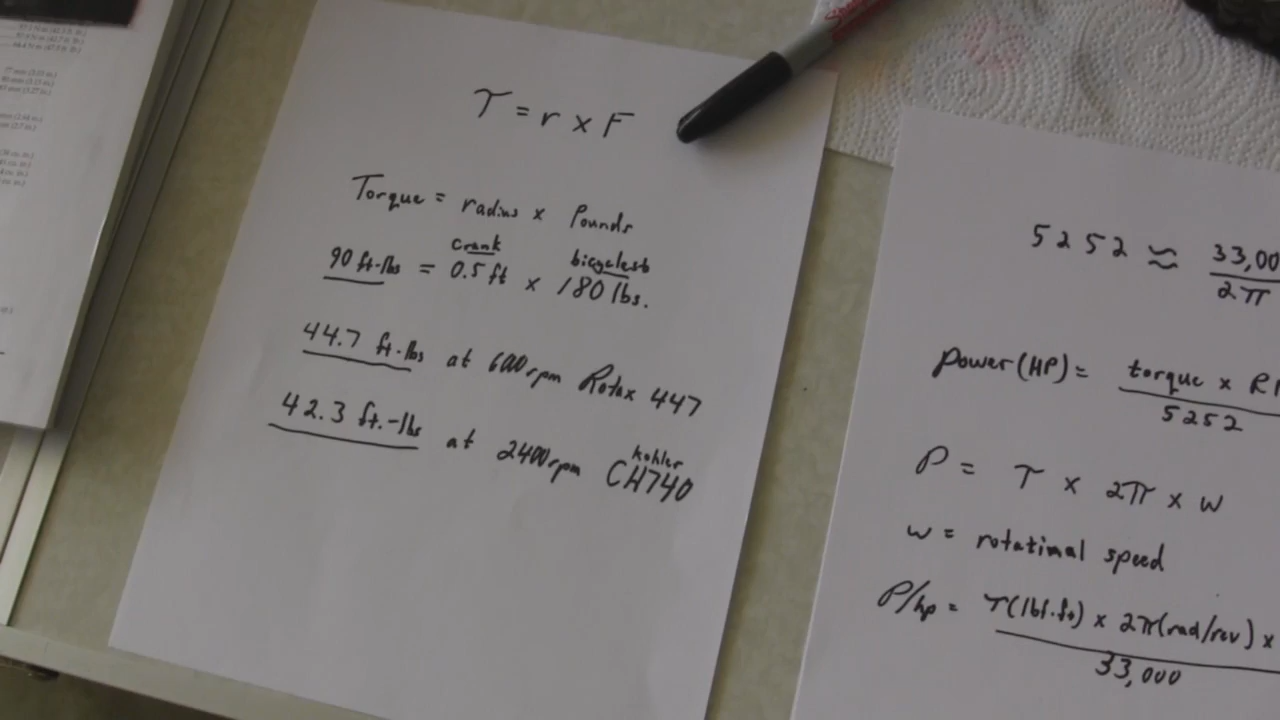 τ = r x F
Torque = radius x Pounds
crank bicyclest
90 ft-lbs = 0.5 ft x 180 lbs.
44.7 ft-lbs at 6000rpm Rotax 447
kohler
42.3 ft.-lbs at 2400rpm CH740
5252 ≈ 33,00
2π
Power(HP) = torque x RP
5252
P = τ x 2π x w
w = rotational speed
P/hp = τ(lbf.ft) x 2π(rad/rev) x
33,000